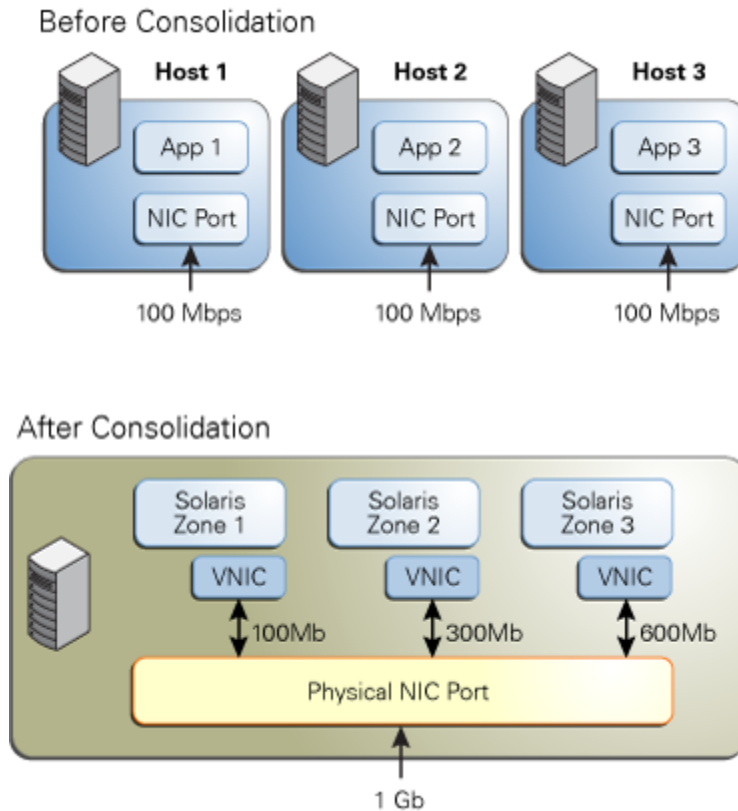 Before Consolidation
Host 1
Host 2
Host 3
App 1
App 2
App 3
NIC Port
NIC Port
NIC Port
100 Mbps
100 Mbps
100 Mbps
After Consolidation
Solaris
Zone 1
Solaris
Zone 2
Solaris
Zone 3
VNIC
VNIC
VNIC
100Mb
300Mb
600Mb
Physical NIC Port
1 Gb